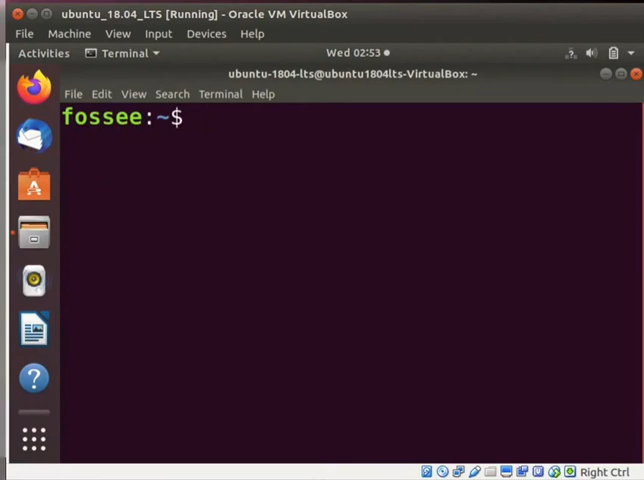 ubuntu_18.04_LTS [Running] - Oracle VM VirtualBox
File Machine View Input Devices Help
Activities Terminal Wed 02:53
ubuntu-1804-lts@ubuntu1804lts-VirtualBox: ~
File Edit View Search Terminal Help
fossee:~$
Right Ctrl